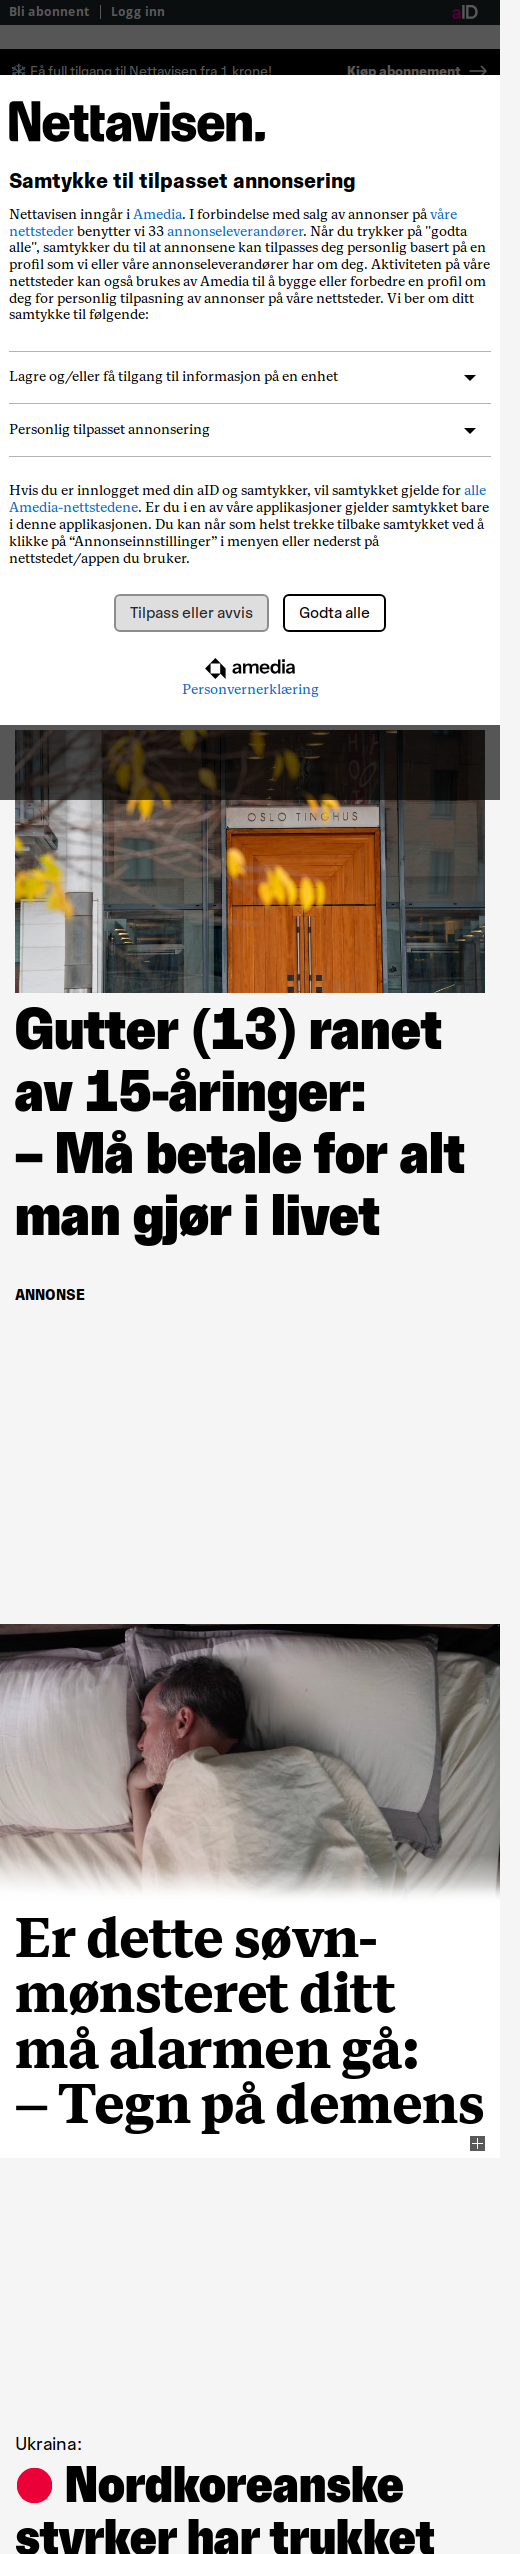 Bli abonnent
Logg inn
aID
Få full tilgang til Nettavisen fra 1 krone!
Kjøp abonnement
Nettavisen.
Samtykke til tilpasset annonsering
Nettavisen inngår i Amedia. I forbindelse med salg av annonser på våre
nettsteder benytter vi 33 annonseleverandører. Når du trykker på "godta
alle", samtykker du til at annonsene kan tilpasses deg personlig basert på en
profil som vi eller våre annonseleverandører har om deg. Aktiviteten på våre
nettsteder kan også brukes av Amedia til å bygge eller forbedre en profil om
deg for personlig tilpasning av annonser på våre nettsteder. Vi ber om ditt
samtykke til følgende:
Lagre og/eller få tilgang til informasjon på en enhet
Personlig tilpasset annonsering
Hvis du er innlogget med din aID og samtykker, vil samtykket gjelde for alle
Amedia-nettstedene. Er du i en av våre applikasjoner gjelder samtykket bare
i denne applikasjonen. Du kan når som helst trekke tilbake samtykket ved å
klikke på “Annonseinnstillinger” i menyen eller nederst på
nettstedet/appen du bruker.
Tilpass eller avvis
Godta alle
amedia
Personvernerklæring
OSLO TINGHUS
Gutter (13) ranet
av 15-åringer:
– Må betale for alt
man gjør i livet
ANNONSE
Er dette søvn-
mønsteret ditt
må alarmen gå:
– Tegn på demens
Ukraina:
Nordkoreanske
styrker har trukket